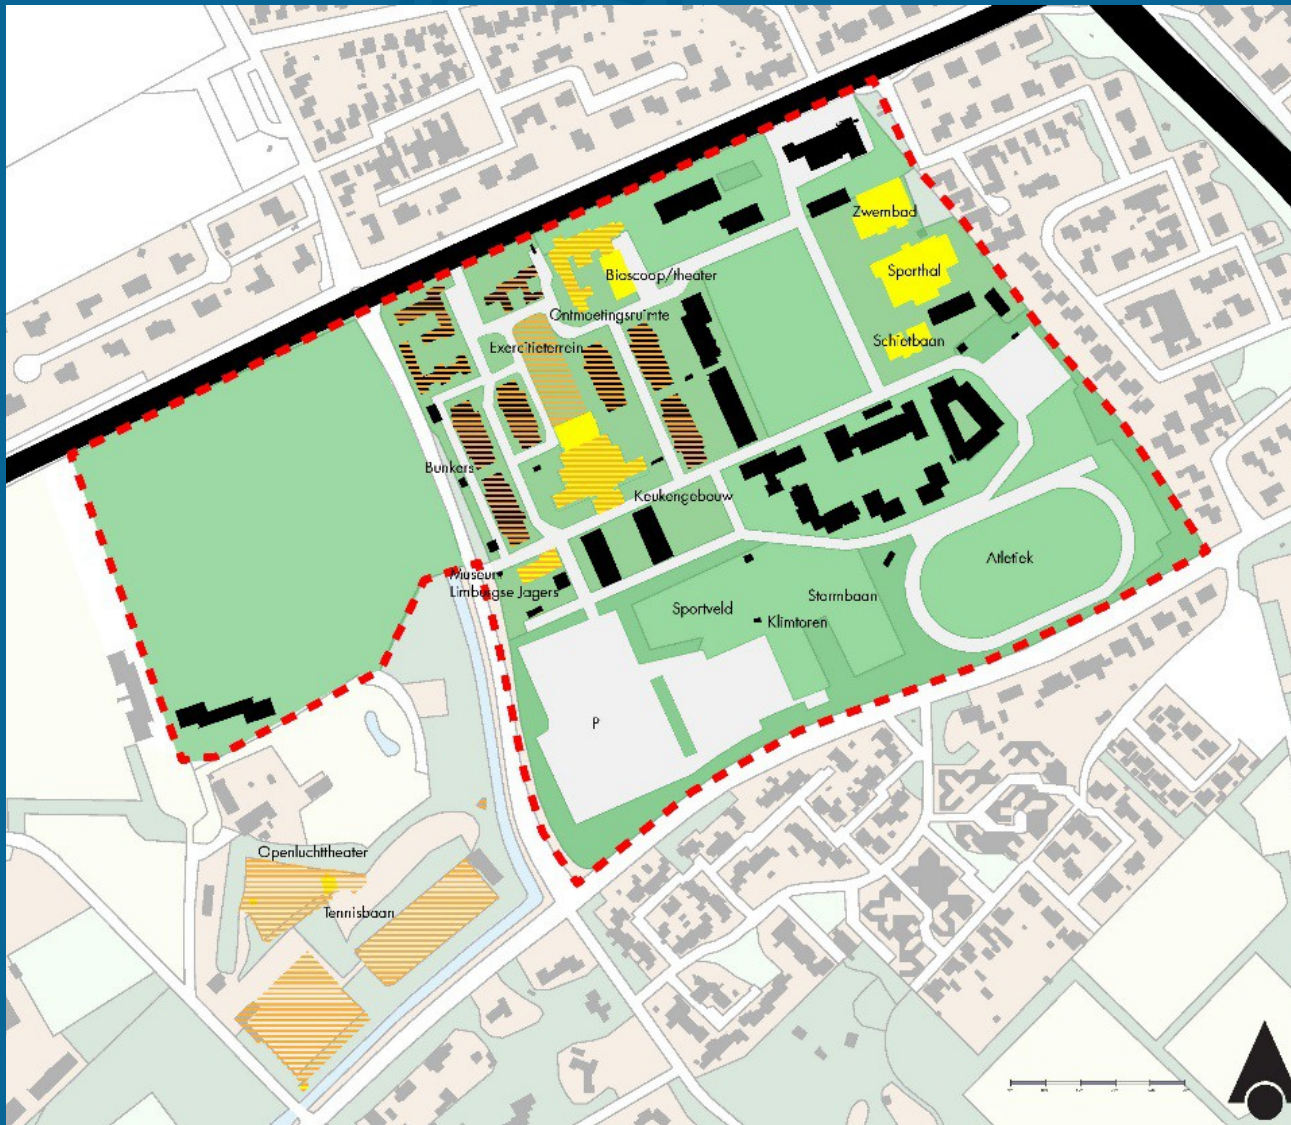 Zwembad
Bioscoop/theater
Sporthal
Ontmoetingsruimte
Exercitieterrein
Schietbaan
Bunkers
Keukengebouw
Museum
Limburgse Jagers
Atletiek
Stormbaan
Sportveld
Klimtoren
P
Openluchttheater
Tennisbaan